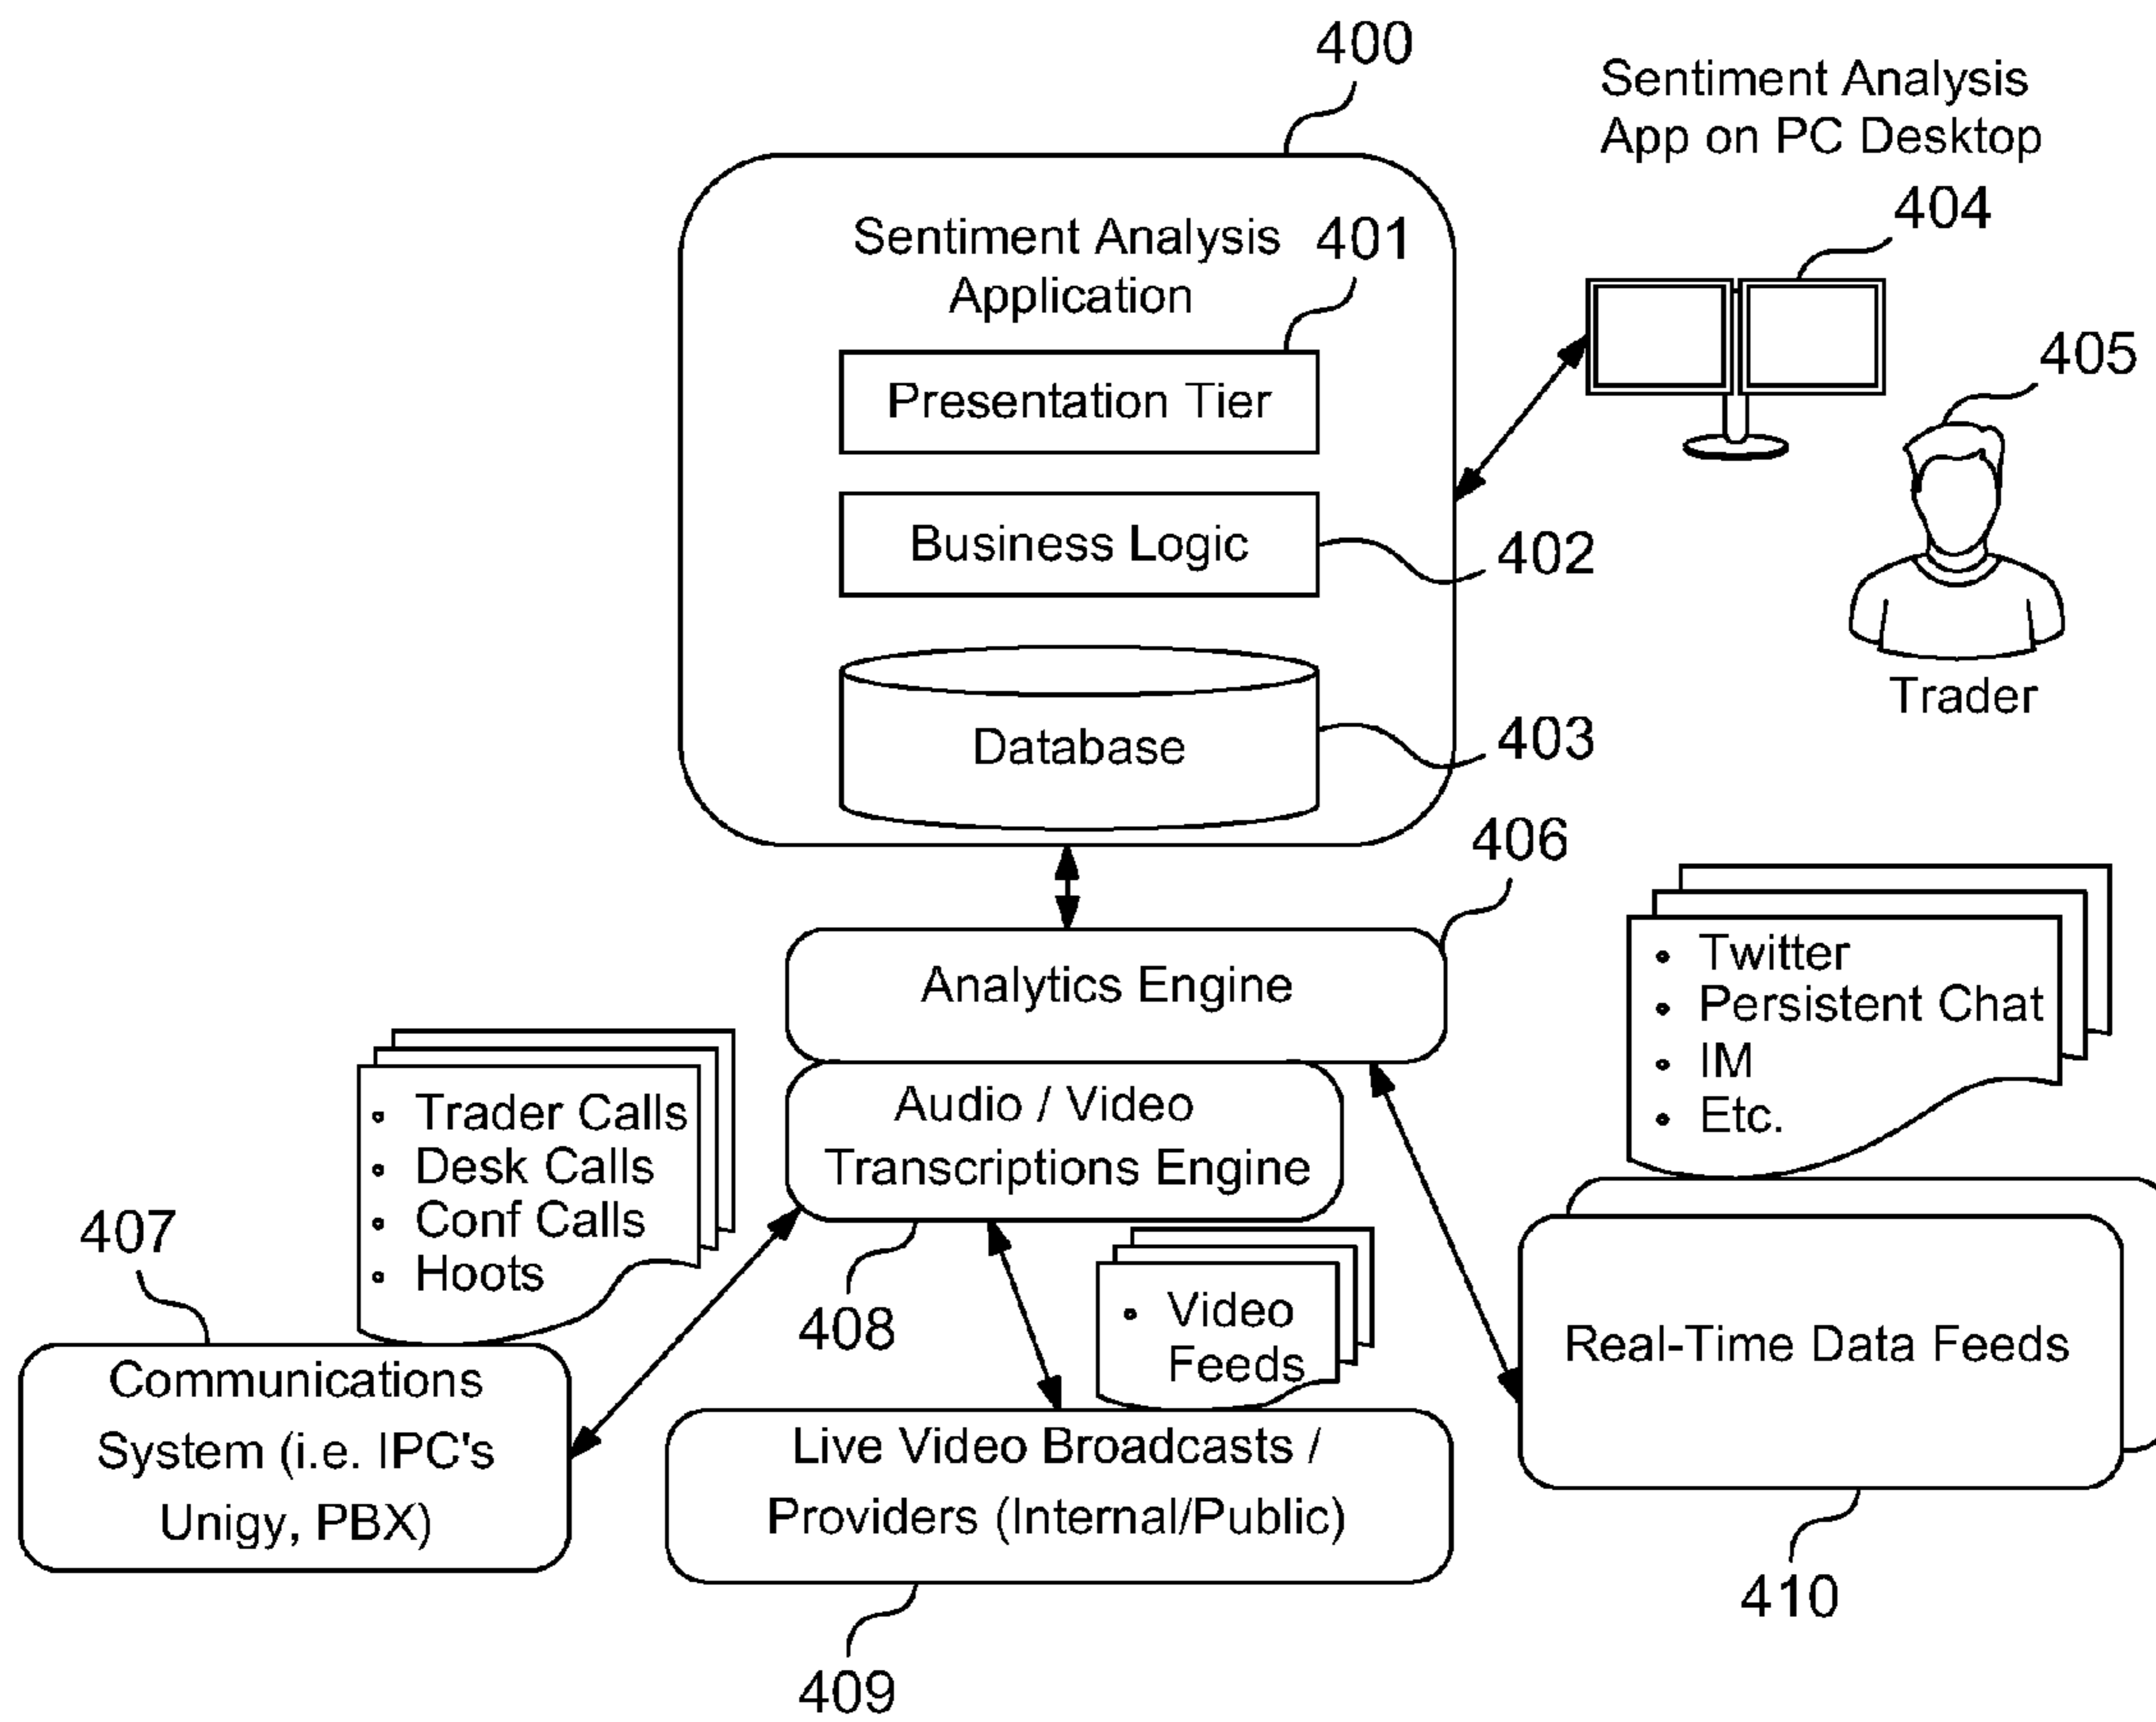 400
Sentiment Analysis
App on PC Desktop
404
Sentiment Analysis
Application
401
405
Presentation Tier
Business Logic
402
Trader
Database
403
406
Analytics Engine
• Twitter
• Persistent Chat
• IM
• Etc.
Audio / Video
Transcriptions Engine
• Trader Calls
• Desk Calls
• Conf Calls
• Hoots
407
408
• Video
Feeds
Real-Time Data Feeds
Communications
System (i.e. IPC's
Unigy, PBX)
Live Video Broadcasts /
Providers (Internal/Public)
410
409